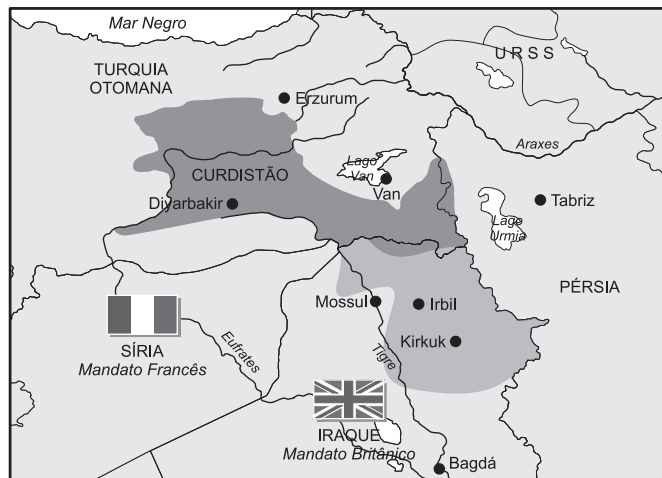 Mar Negro
TURQUIA
OTOMANA
URSS
Erzurum
Araxes
Lago
Van
Van
CURDISTÃO
Diyarbakir
Tabriz
Lago
Urmia
PÉRSIA
Mossul
Irbil
Kirkuk
SÍRIA
Mandato Francês
Eufrates
Tigre
IRAQUE
Mandato Britânico
Bagdá